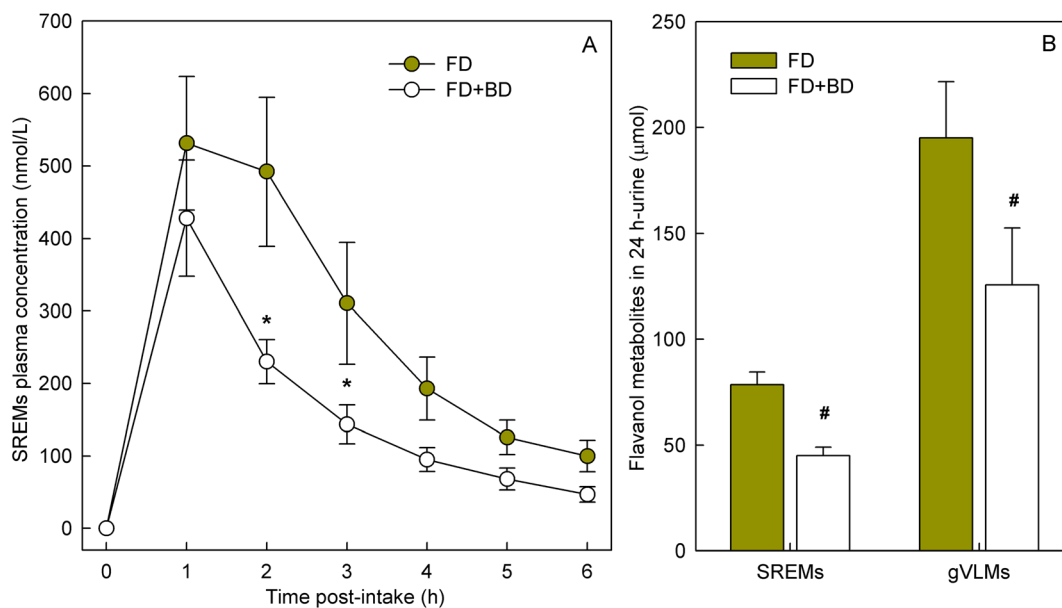 A
FD
FD+BD
SREMs plasma concentration (nmol/L)
700
600
500
400
300
200
100
0
*
*
0 1 2 3 4 5 6
Time post-intake (h)
B
FD
FD+BD
Flavanol metabolites in 24 h-urine (μmol)
250
200
150
100
50
0
#
#
SREMs gVLMs